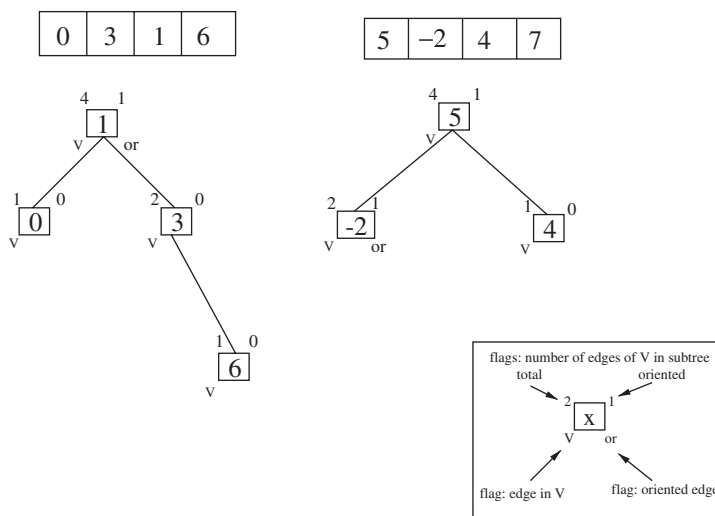 0 3 1 6
5 −2 4 7
4 1
1
V or
1 0
0
V
2 0
3
V
1 0
6
V
4 1
5
V
2 1
-2
V or
1 0
4
V
flags: number of edges of V in subtree
total oriented
2 1
x
V or
flag: edge in V flag: oriented edge